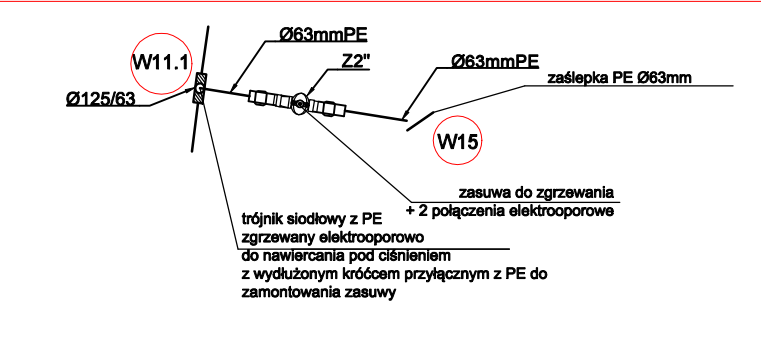 Ø63mmPE
W11.1
Z2"
Ø63mmPE
zaślepka PE Ø63mm
Ø125/63
W15
zasuwa do zgrzewania
+ 2 połączenia elektrooporowe
trójnik siodłowy z PE
zgrzewany elektrooporowo
do nawiercania pod ciśnieniem
z wydłużonym króćcem przyłącznym z PE do
zamontowania zasuwy